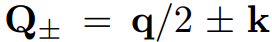 Q± = q/2 ± k